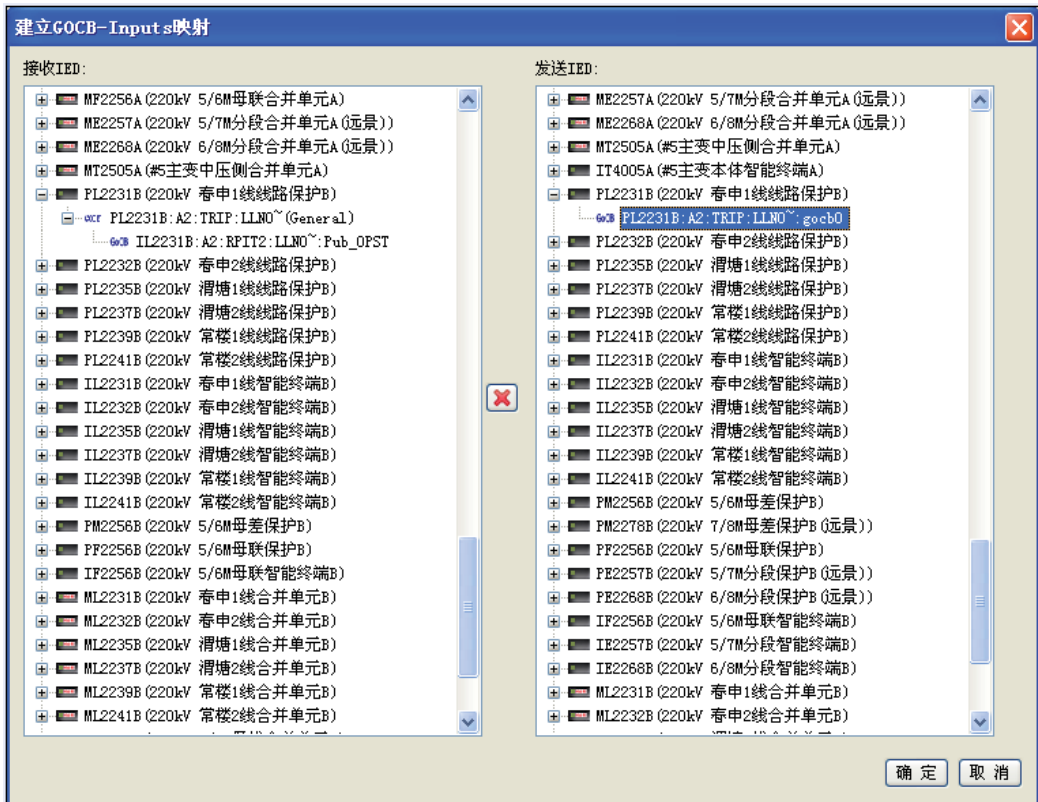 建立GOCB-Inputs映射
接收IED:
MF2256A(220kV 5/6M母联合并单元A)
ME2257A(220kV 5/7M分段合并单元A(远景))
ME2268A(220kV 6/8M分段合并单元A(远景))
MT2505A(#5主变中压侧合并单元A)
PL2231B(220kV 春申1线线路保护B)
PL2231B:A2:TRIP:LLN0~(General)
GoCB IL2231B:A2:RPIT2:LLN0~:Pub_OPST
PL2232B(220kV 春申2线线路保护B)
PL2235B(220kV 渭塘1线线路保护B)
PL2237B(220kV 渭塘2线线路保护B)
PL2239B(220kV 常楼1线线路保护B)
PL2241B(220kV 常楼2线线路保护B)
IL2231B(220kV 春申1线智能终端B)
IL2232B(220kV 春申2线智能终端B)
IL2235B(220kV 渭塘1线智能终端B)
IL2237B(220kV 渭塘2线智能终端B)
IL2239B(220kV 常楼1线智能终端B)
IL2241B(220kV 常楼2线智能终端B)
PM2256B(220kV 5/6M母差保护B)
PF2256B(220kV 5/6M母联保护B)
IF2256B(220kV 5/6M母联智能终端B)
ML2231B(220kV 春申1线合并单元B)
ML2232B(220kV 春申2线合并单元B)
ML2235B(220kV 渭塘1线合并单元B)
ML2237B(220kV 渭塘2线合并单元B)
ML2239B(220kV 常楼1线合并单元B)
ML2241B(220kV 常楼2线合并单元B)
发送IED:
ME2257A(220kV 5/7M分段合并单元A(远景))
ME2268A(220kV 6/8M分段合并单元A(远景))
MT2505A(#5主变中压侧合并单元A)
IT4005A(#5主变本体智能终端A)
PL2231B(220kV 春申1线线路保护B)
GoCB PL2231B:A2:TRIP:LLN0~:gocb0
PL2232B(220kV 春申2线线路保护B)
PL2235B(220kV 渭塘1线线路保护B)
PL2237B(220kV 渭塘2线线路保护B)
PL2239B(220kV 常楼1线线路保护B)
PL2241B(220kV 常楼2线线路保护B)
IL2231B(220kV 春申1线智能终端B)
IL2232B(220kV 春申2线智能终端B)
IL2235B(220kV 渭塘1线智能终端B)
IL2237B(220kV 渭塘2线智能终端B)
IL2239B(220kV 常楼1线智能终端B)
IL2241B(220kV 常楼2线智能终端B)
PM2256B(220kV 5/6M母差保护B)
PM2278B(220kV 7/8M母差保护B(远景))
PF2256B(220kV 5/6M母联保护B)
PE2257B(220kV 5/7M分段保护B(远景))
PE2268B(220kV 6/8M分段保护B(远景))
IF2256B(220kV 5/6M母联智能终端B)
IE2257B(220kV 5/7M分段智能终端B)
IE2268B(220kV 6/8M分段智能终端B)
ML2231B(220kV 春申1线合并单元B)
ML2232B(220kV 春申2线合并单元B)
确 定
取 消